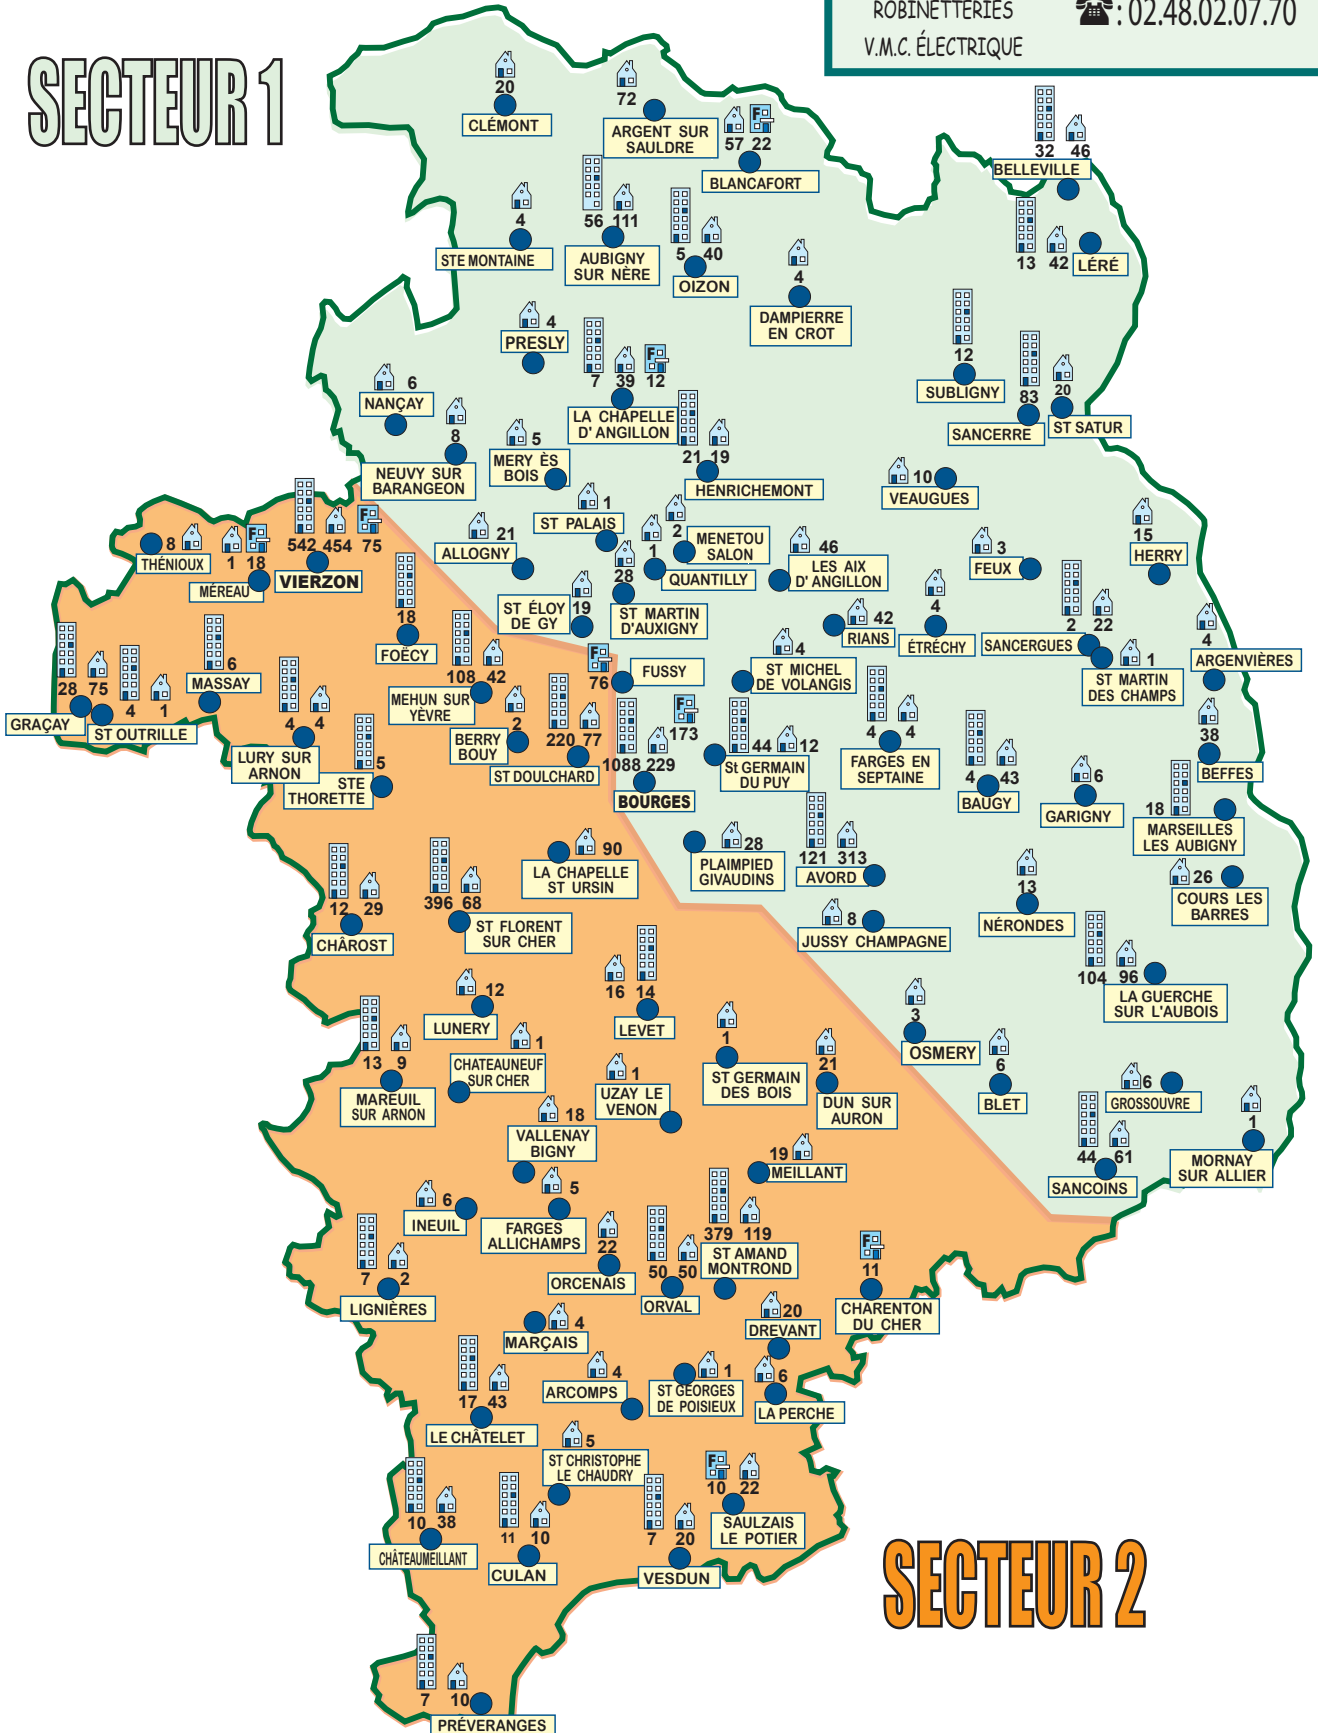 ROBINETTERIES
☎ : 02.48.02.07.70
V.M.C. ÉLECTRIQUE
SECTEUR 1
20
CLÉMONT
72
ARGENT SUR
SAULDRE
57 F 22
BLANCAFORT
32 46
BELLEVILLE
4
STE MONTAINE
56 111
AUBIGNY
SUR NÈRE
5 40
OIZON
4
DAMPIERRE
EN CROT
13 42
LÉRÉ
4
PRESLY
7 39 F 12
LA CHAPELLE
D'ANGILLON
12
SUBLIGNY
83
SANCERRE
20
ST SATUR
6
NANÇAY
8
NEUVY SUR
BARANGEON
5
MERY ÈS
BOIS
21 19
HENRICHEMONT
10
VEAUGUES
1
ST PALAIS
2
MENETOU
SALON
1
QUANTILLY
21
ALLOGNY
46
LES AIX
D'ANGILLON
3
FEUX
15
HERRY
8
THÉNIOUX
1 F 18
MÉREAU
542 454 F 75
VIERZON
18
FOËCY
19
ST ÉLOY
DE GY
28
ST MARTIN
D'AUXIGNY
42
RIANS
4
ÉTRÉCHY
2 22
SANCERGUES
1
ST MARTIN
DES CHAMPS
4
ARGENVIÈRES
28 75
GRAÇAY
4 1
ST OUTRILLE
6
MASSAY
4 4
LURY SUR
ARNON
5
STE
THORETTE
108 42
MEHUN SUR
YÈVRE
2
BERRY
BOUY
220 77
ST DOULCHARD
F 76
FUSSY
1088 229 F 173
BOURGES
4
ST MICHEL
DE VOLANGIS
44 12
St GERMAIN
DU PUY
4 4
FARGES EN
SEPTAINE
4 43
BAUGY
6
GARIGNY
38
BEFFES
18
MARSEILLES
LES AUBIGNY
90
LA CHAPELLE
ST URSIN
28
PLAIMPIED
GIVAUDINS
121 313
AVORD
13
NÉRONDES
26
COURS LES
BARRES
12 29
CHÂROST
396 68
ST FLORENT
SUR CHER
8
JUSSY CHAMPAGNE
104 96
LA GUERCHE
SUR L'AUBOIS
12
LUNERY
16 14
LEVET
3
OSMERY
6
BLET
6
GROSSOUVRE
1
MORNAY
SUR ALLIER
13 9
MAREUIL
SUR ARNON
1
CHATEAUNEUF
SUR CHER
1
UZAY LE
VENON
1
ST GERMAIN
DES BOIS
21
DUN SUR
AURON
44 61
SANCOINS
18
VALLENAY
BIGNY
19
MEILLANT
6
INEUIL
5
FARGES
ALLICHAMPS
22
ORCENAIS
50 50
ORVAL
379 119
ST AMAND
MONTROND
F 11
CHARENTON
DU CHER
7 2
LIGNIÈRES
4
MARÇAIS
20
DREVANT
17 43
LE CHÂTELET
4
ARCOMPS
1
ST GEORGES
DE POISIEUX
6
LA PERCHE
5
ST CHRISTOPHE
LE CHAUDRY
10 38
CHÂTEAUMEILLANT
11 10
CULAN
7 20
VESDUN
F 10 22
SAULZAIS
LE POTIER
SECTEUR 2
7 10
PRÉVERANGES